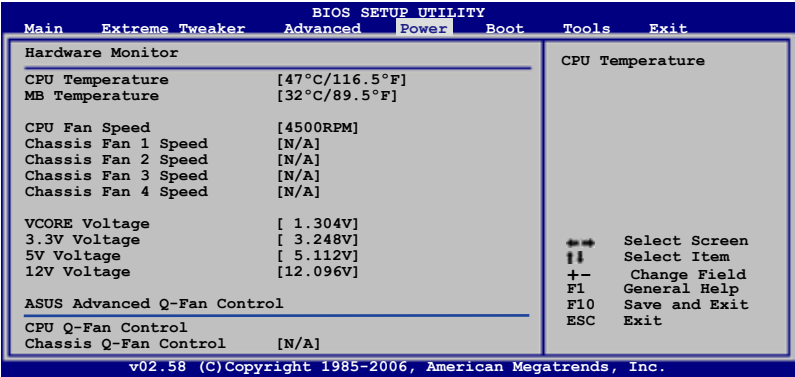 BIOS SETUP UTILITY
Main Extreme Tweaker Advanced Power Boot Tools Exit
Hardware Monitor
CPU Temperature [47°C/116.5°F]
MB Temperature [32°C/89.5°F]
CPU Fan Speed [4500RPM]
Chassis Fan 1 Speed [N/A]
Chassis Fan 2 Speed [N/A]
Chassis Fan 3 Speed [N/A]
Chassis Fan 4 Speed [N/A]
VCORE Voltage [ 1.304V]
3.3V Voltage [ 3.248V]
5V Voltage [ 5.112V]
12V Voltage [12.096V]
ASUS Advanced Q-Fan Control
CPU Q-Fan Control
Chassis Q-Fan Control [N/A]
CPU Temperature
←→ Select Screen
↑↓ Select Item
+- Change Field
F1 General Help
F10 Save and Exit
ESC Exit
v02.58 (C)Copyright 1985-2006, American Megatrends, Inc.